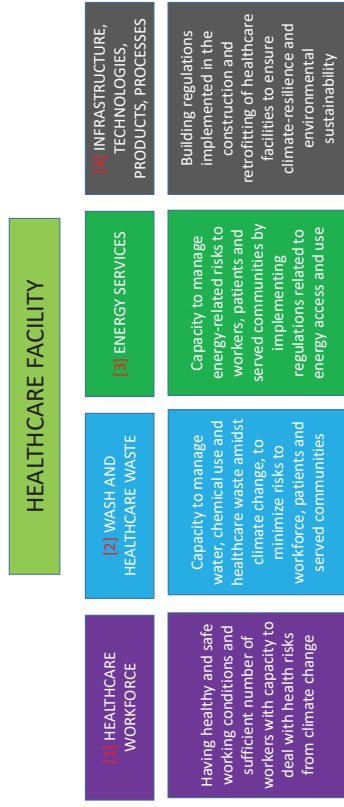 HEALTHCARE FACILITY
[1] HEALTHCARE
WORKFORCE
Having healthy and safe
working conditions and
sufficient number of
workers with capacity to
deal with health risks
from climate change
[2] WASH AND
HEALTHCARE WASTE
Capacity to manage
water, chemical use and
healthcare waste amidst
climate change, to
minimize risks to
workforce, patients and
served communities
[3] ENERGY SERVICES
Capacity to manage
energy-related risks to
workers, patients and
served communities by
implementing
regulations related to
energy access and use
[4] INFRASTRUCTURE,
TECHNOLOGIES,
PRODUCTS, PROCESSES
Building regulations
implemented in the
construction and
retrofitting of healthcare
facilities to ensure
climate-resilience and
environmental
sustainability